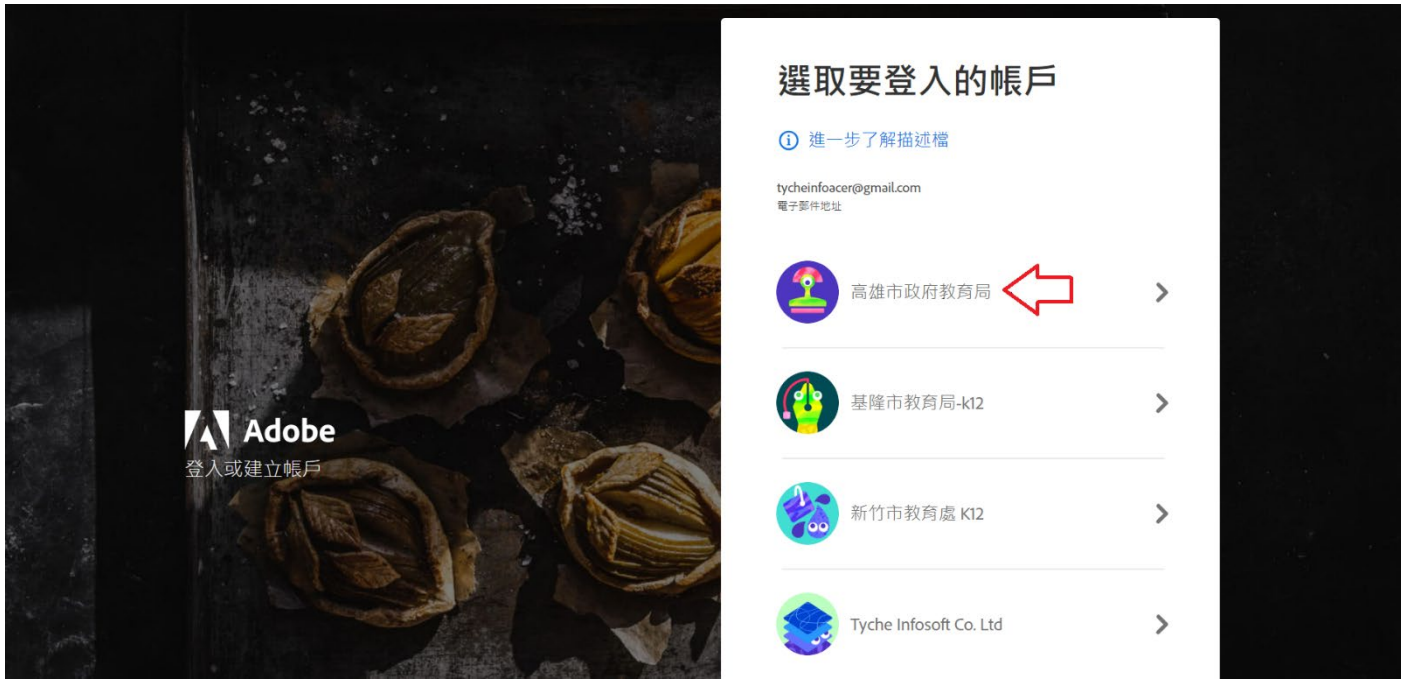 選取要登入的帳戶
進一步了解描述檔
tycheinfoacer@gmail.com
電子郵件地址
高雄市政府教育局
基隆市教育局-k12
新竹市教育處 K12
Tyche Infosoft Co. Ltd
Adobe
登入或建立帳戶